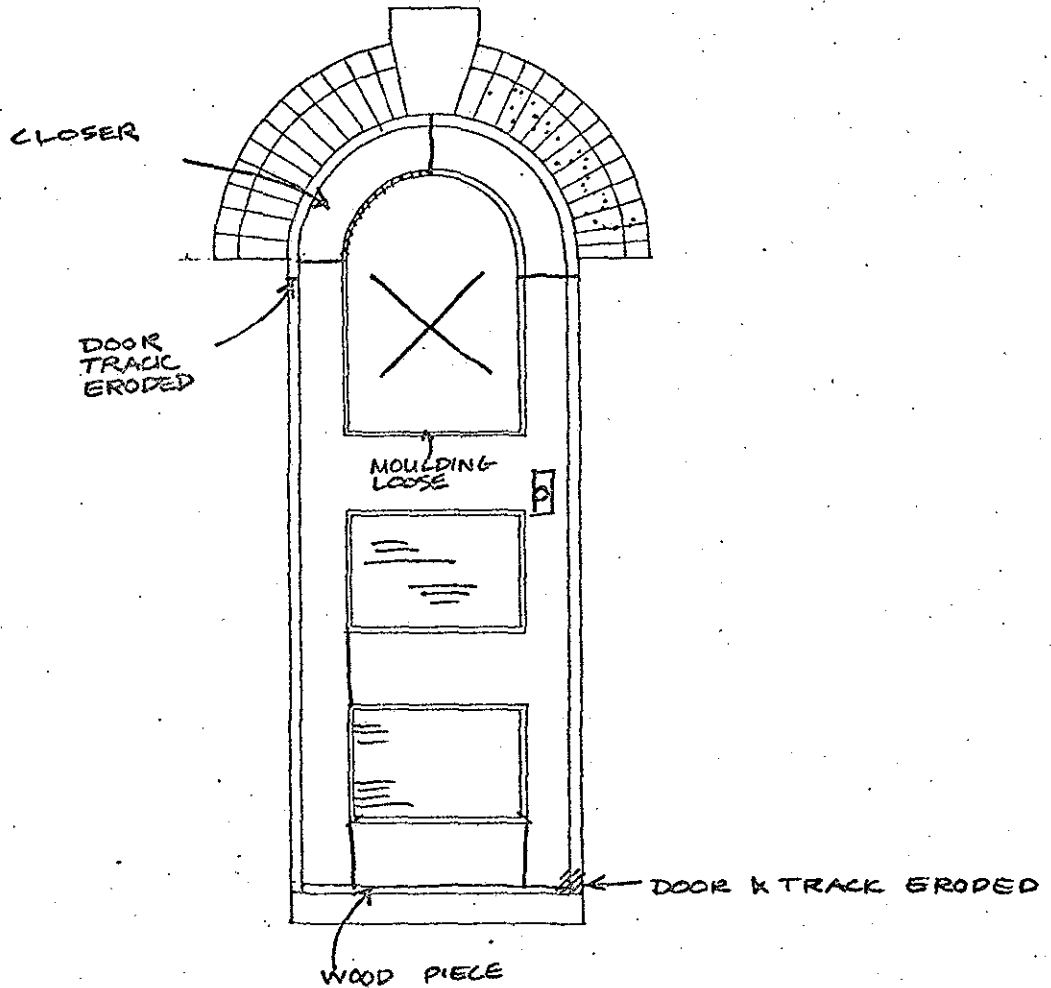 CLOSER
DOOR
TRACK
ERODED
MOULDING
LOOSE
DOOR & TRACK ERODED
WOOD PIECE